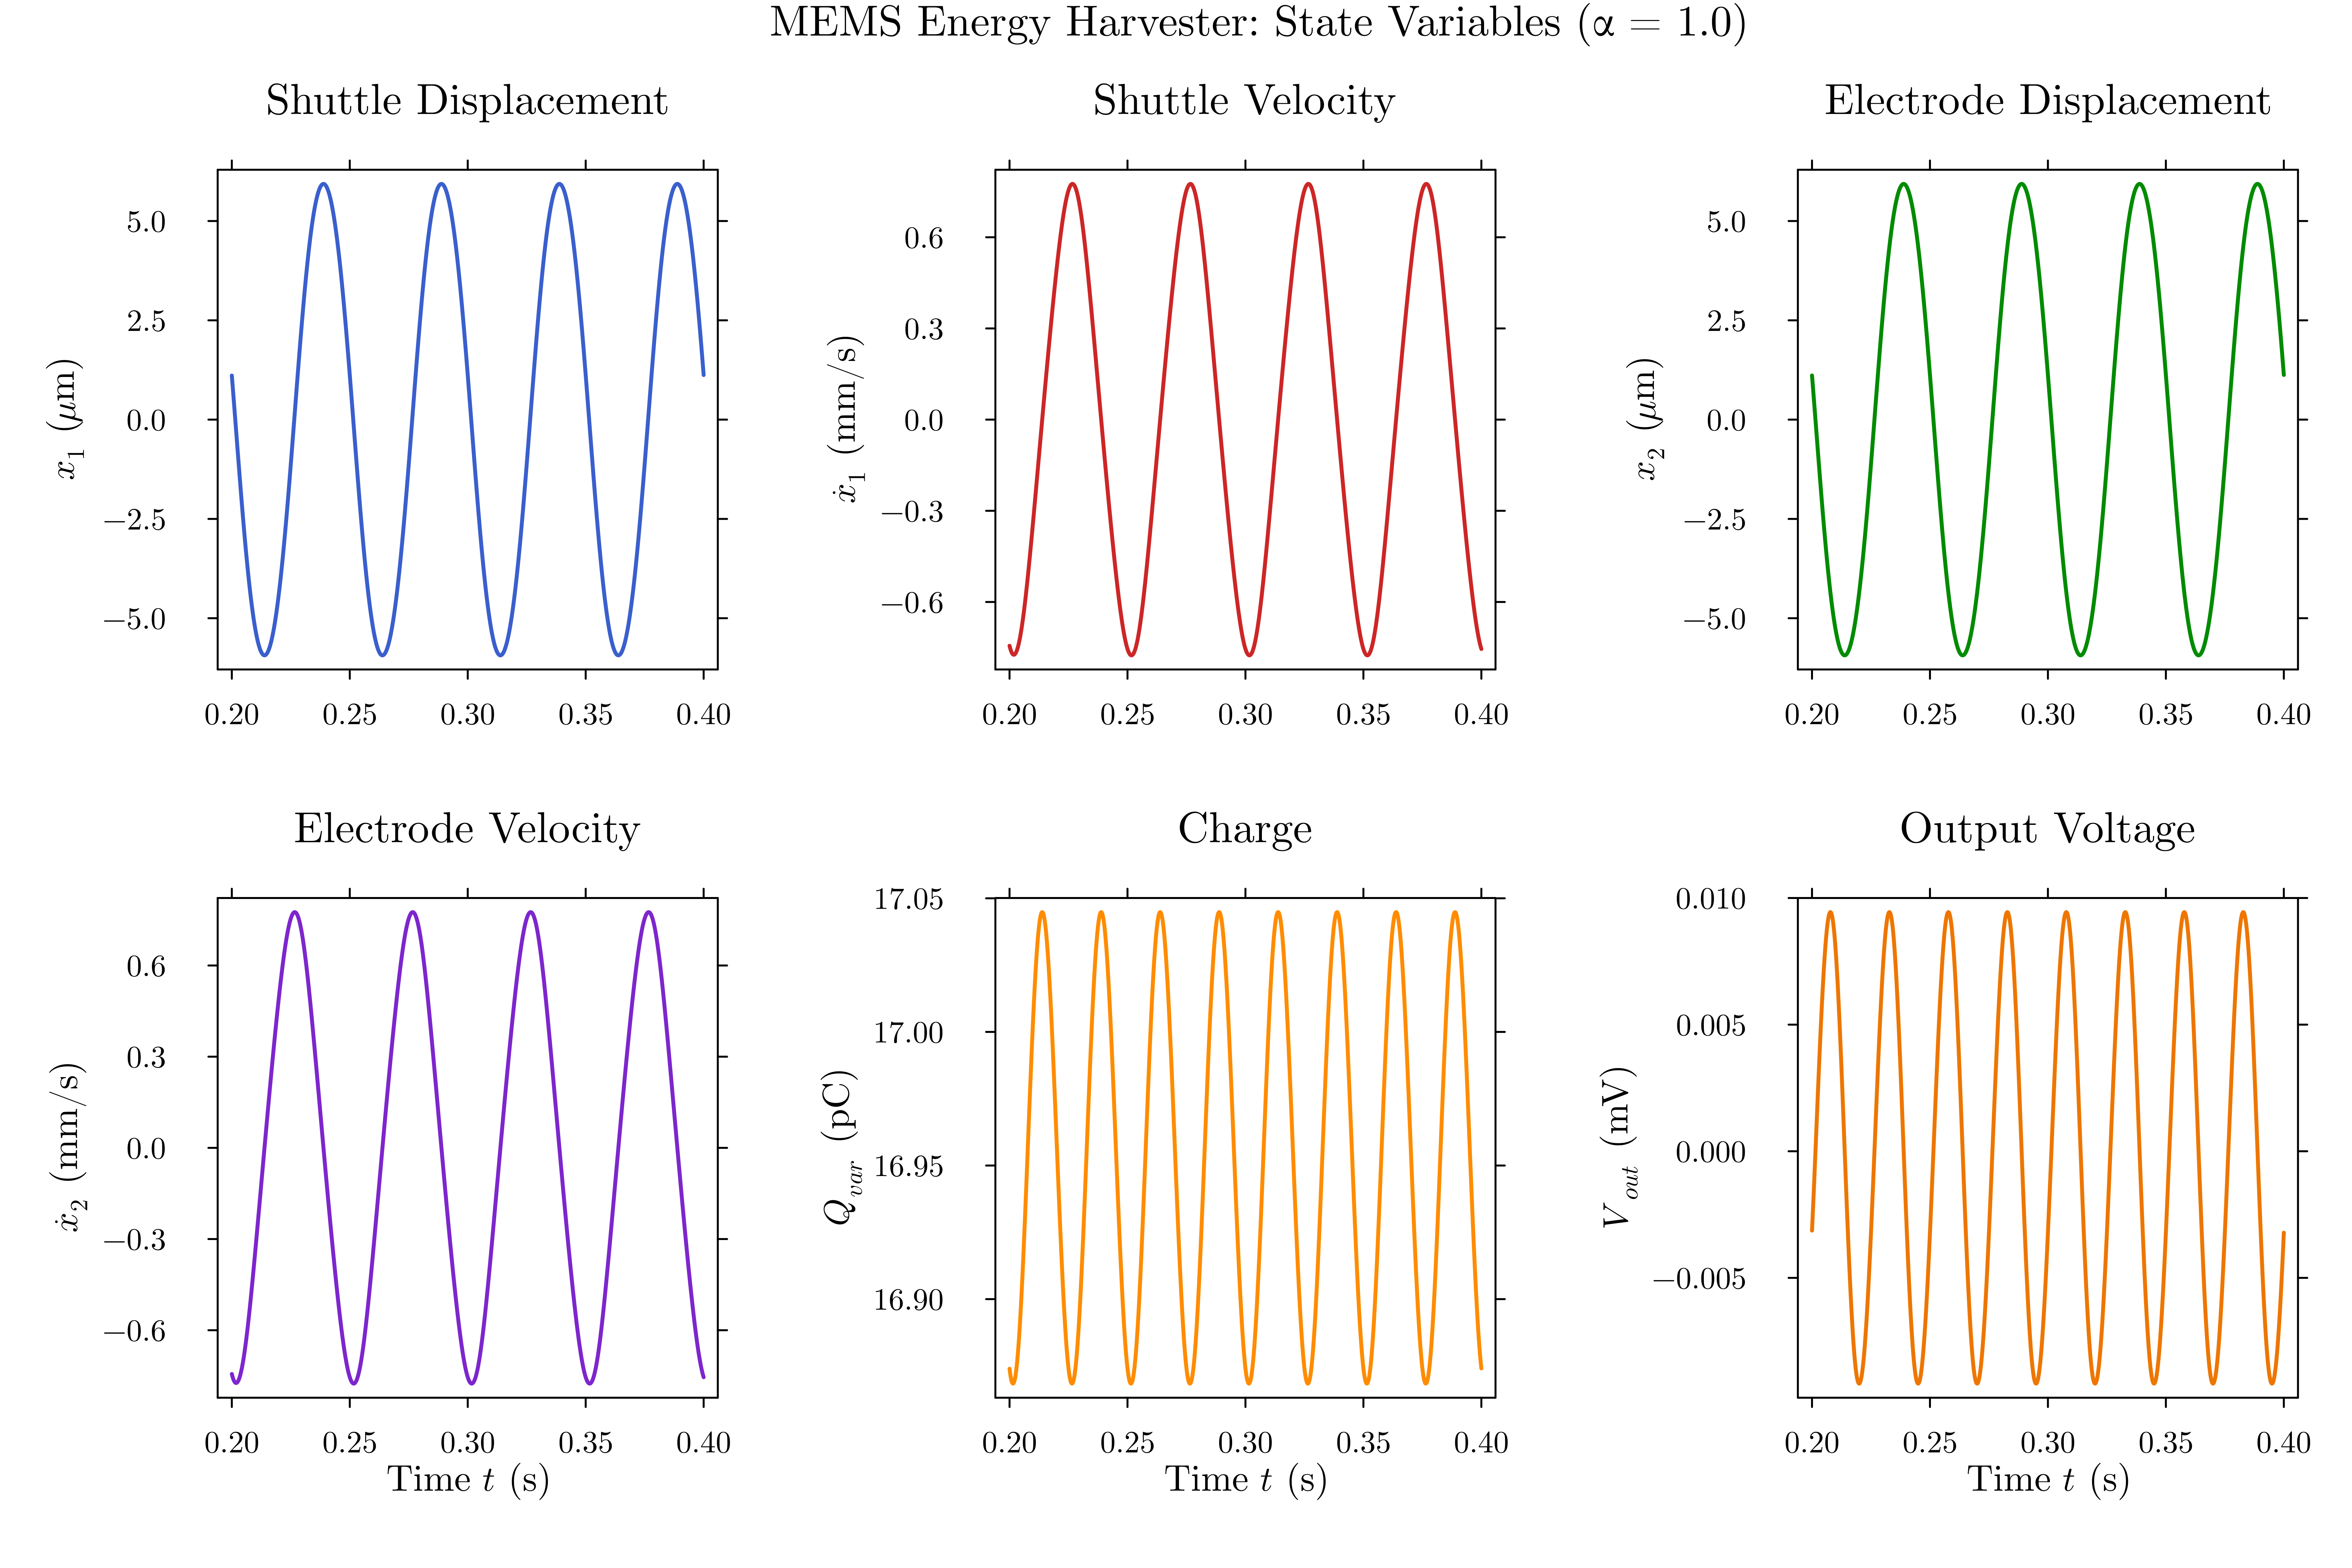 MEMS Energy Harvester: State Variables (α = 1.0)
Shuttle Displacement
x₁ (μm)
5.0
2.5
0.0
−2.5
−5.0
0.20 0.25 0.30 0.35 0.40
Shuttle Velocity
ẋ₁ (mm/s)
0.6
0.3
0.0
−0.3
−0.6
0.20 0.25 0.30 0.35 0.40
Electrode Displacement
x₂ (μm)
5.0
2.5
0.0
−2.5
−5.0
0.20 0.25 0.30 0.35 0.40
Electrode Velocity
ẋ₂ (mm/s)
0.6
0.3
0.0
−0.3
−0.6
0.20 0.25 0.30 0.35 0.40
Time t (s)
Charge
Q_var (pC)
17.05
17.00
16.95
16.90
0.20 0.25 0.30 0.35 0.40
Time t (s)
Output Voltage
V_out (mV)
0.010
0.005
0.000
−0.005
0.20 0.25 0.30 0.35 0.40
Time t (s)